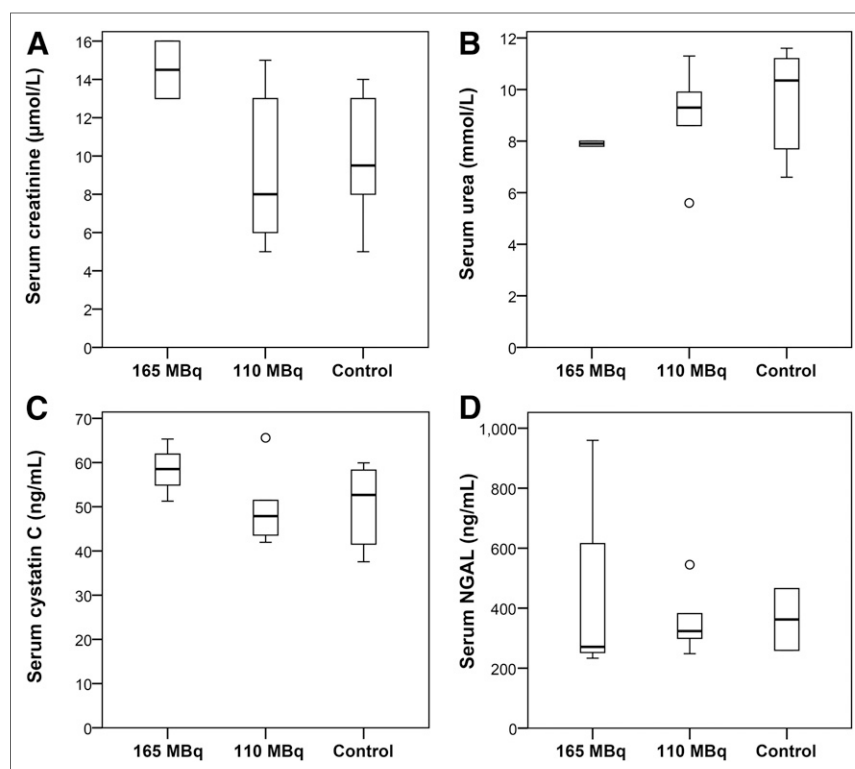 A
Serum creatinine (µmol/L)
16
14
12
10
8
6
4
2
0
165 MBq 110 MBq Control
B
Serum urea (mmol/L)
12
10
8
6
4
2
0
165 MBq 110 MBq Control
C
Serum cystatin C (ng/mL)
70
60
50
40
30
20
10
0
165 MBq 110 MBq Control
D
Serum NGAL (ng/mL)
1,000
800
600
400
200
0
165 MBq 110 MBq Control